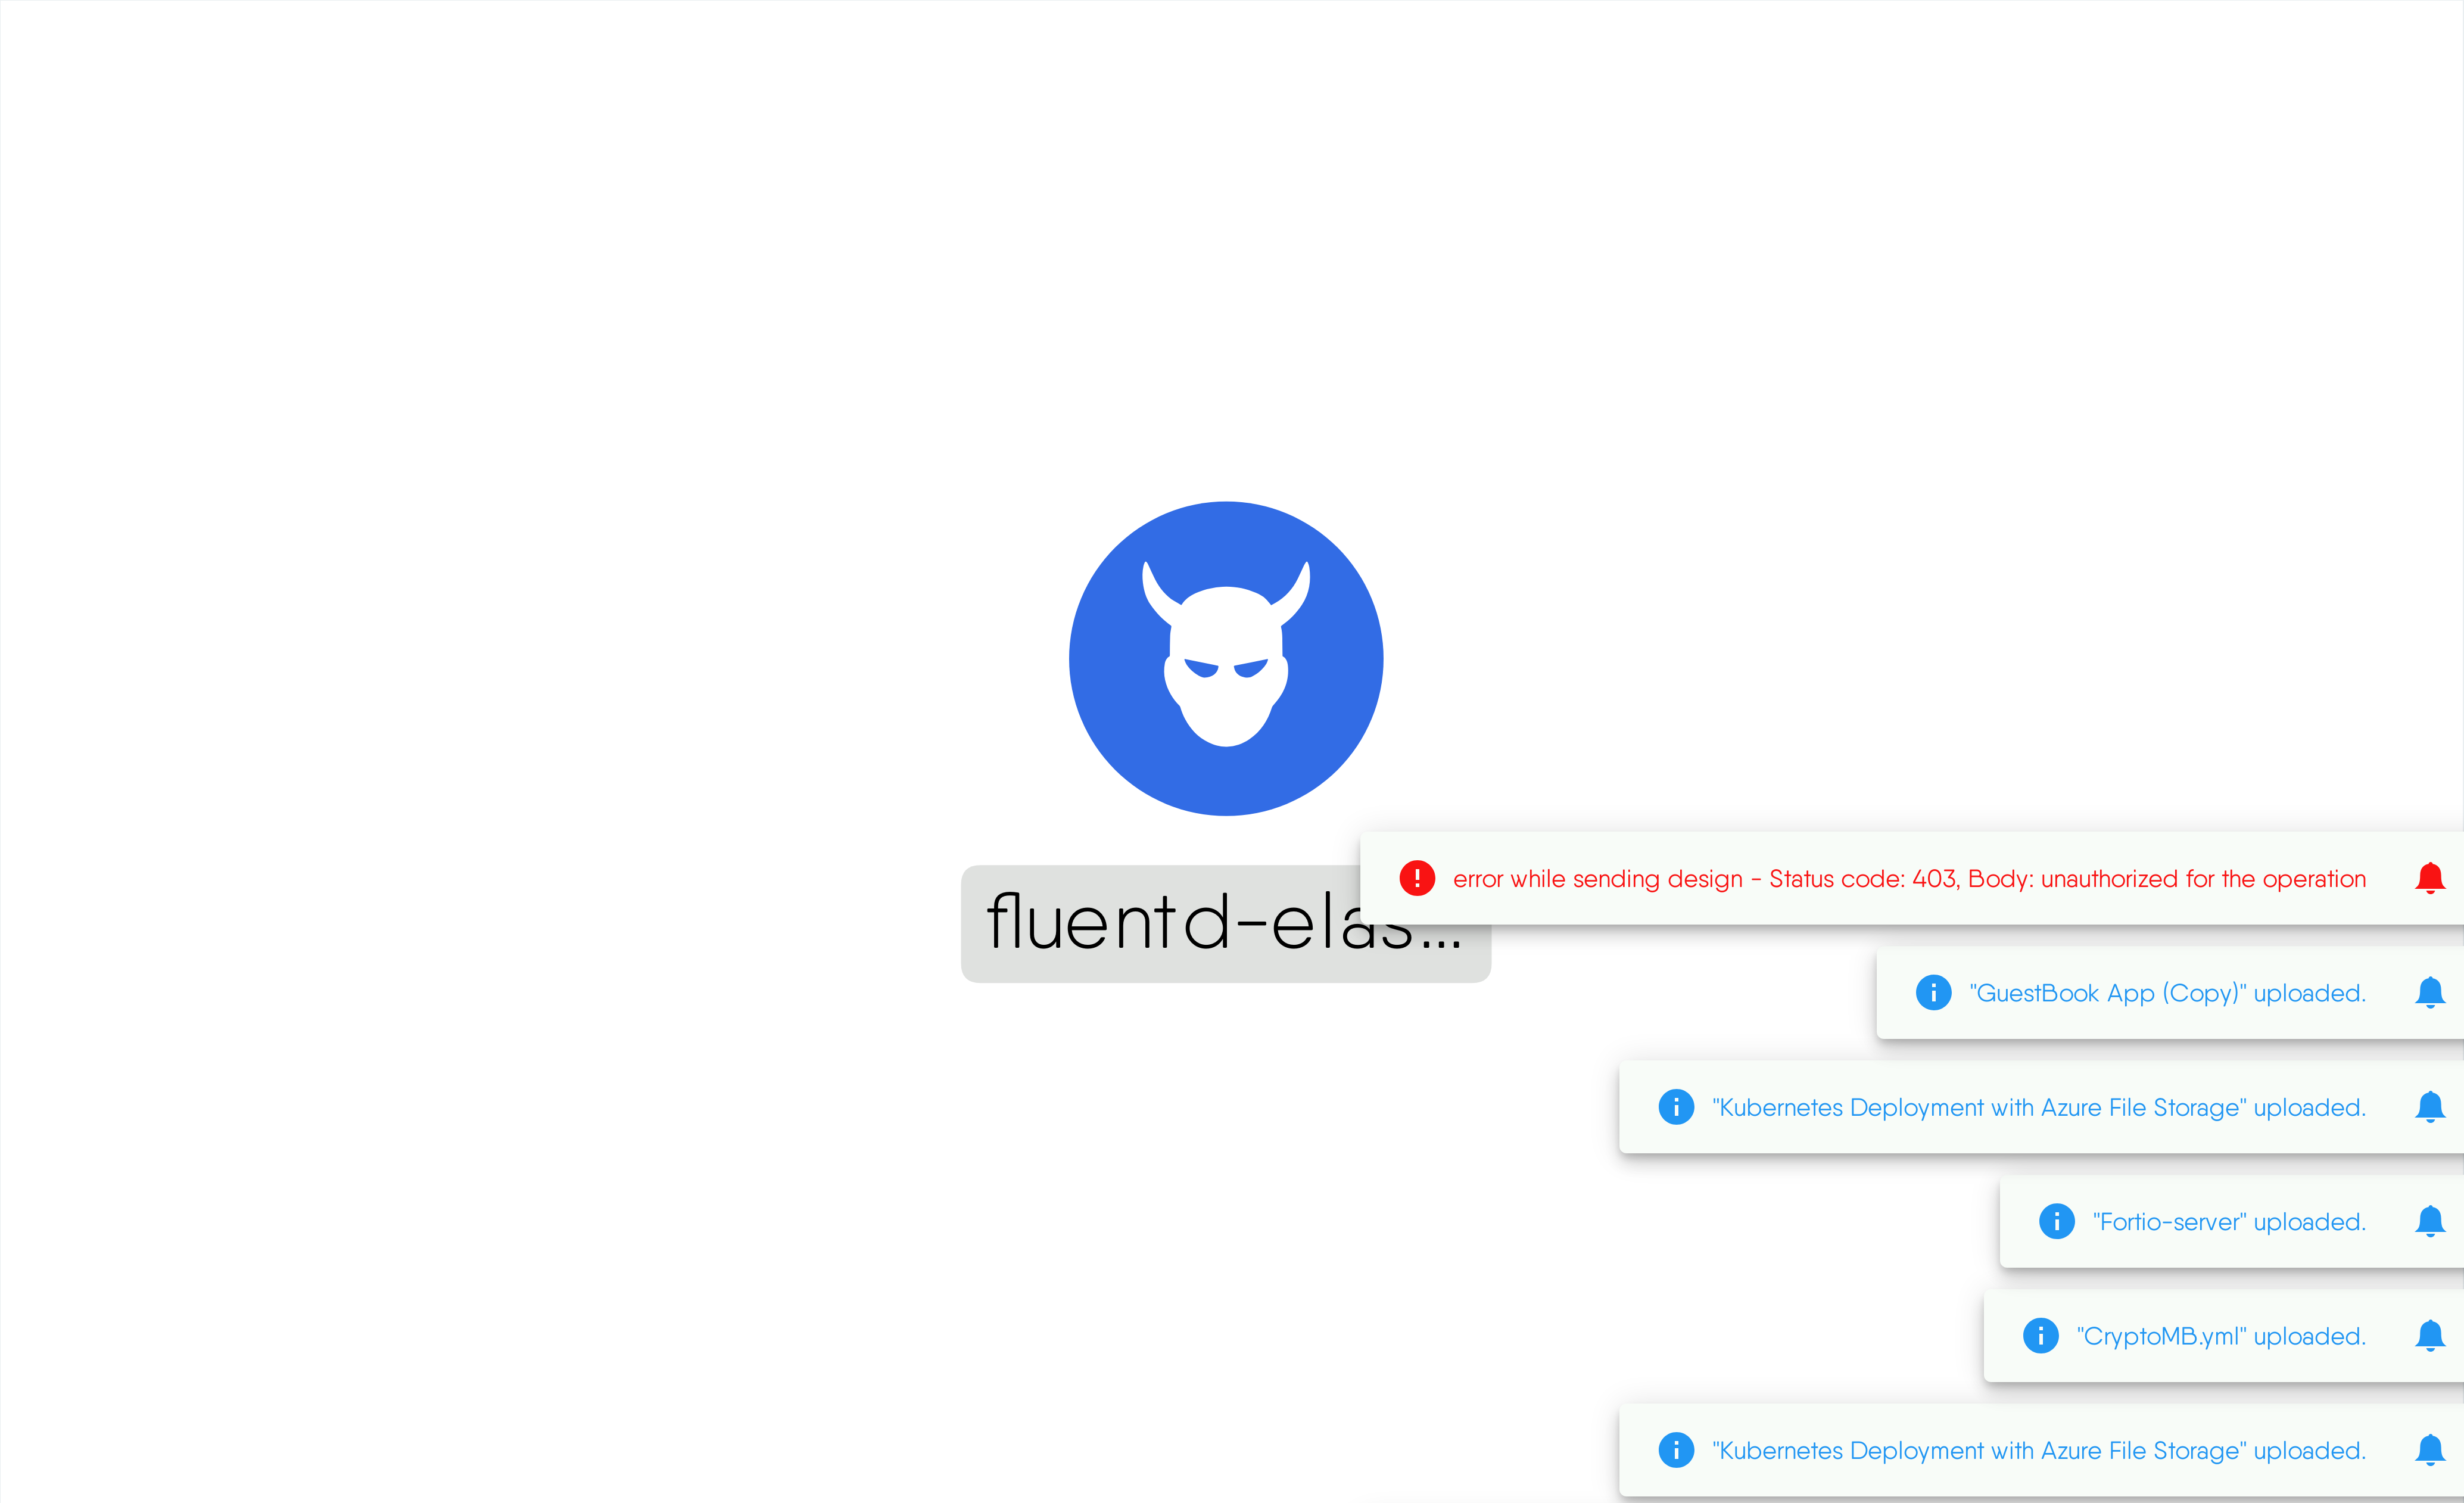 error while sending design - Status code: 403, Body: unauthorized for the operation
fluentd-elas...
"GuestBook App (Copy)" uploaded.
"Kubernetes Deployment with Azure File Storage" uploaded.
"Fortio-server" uploaded.
"CryptoMB.yml" uploaded.
"Kubernetes Deployment with Azure File Storage" uploaded.